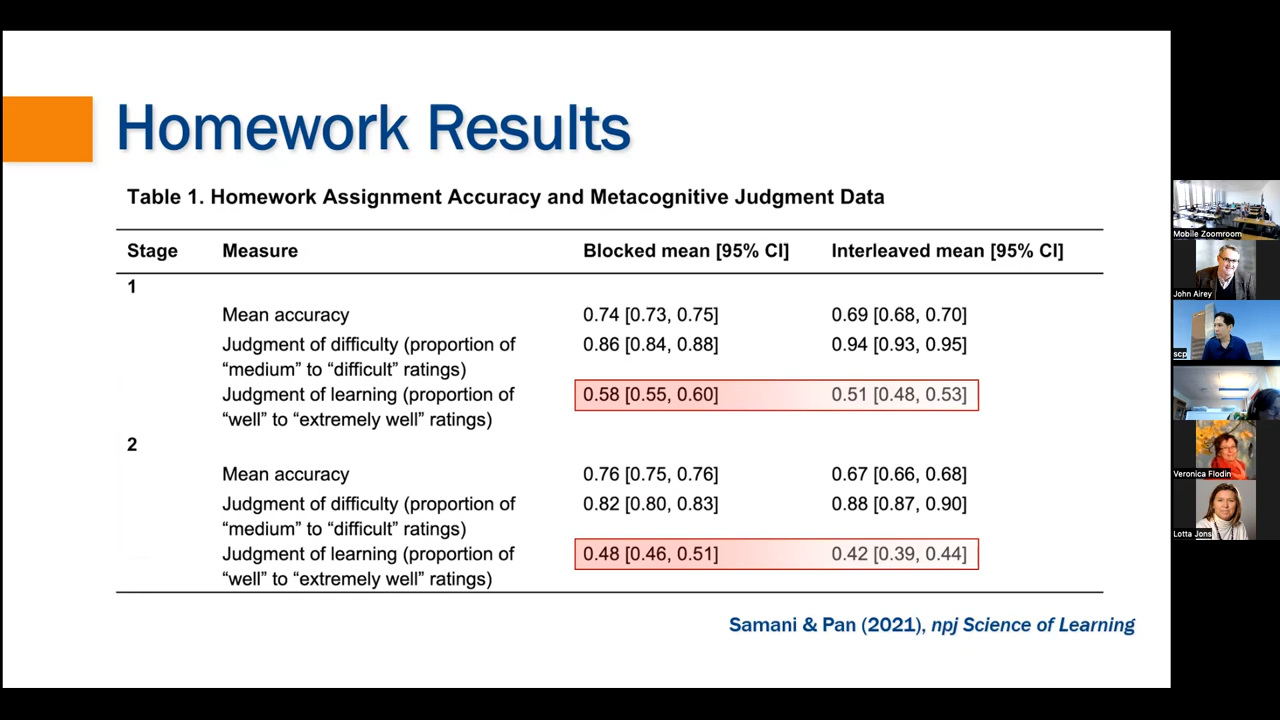 Homework Results
Table 1. Homework Assignment Accuracy and Metacognitive Judgment Data
Stage Measure Blocked mean [95% CI] Interleaved mean [95% CI]
1
Mean accuracy 0.74 [0.73, 0.75] 0.69 [0.68, 0.70]
Judgment of difficulty (proportion of 0.86 [0.84, 0.88] 0.94 [0.93, 0.95]
“medium” to “difficult” ratings)
Judgment of learning (proportion of 0.58 [0.55, 0.60] 0.51 [0.48, 0.53]
“well” to “extremely well” ratings)
2
Mean accuracy 0.76 [0.75, 0.76] 0.67 [0.66, 0.68]
Judgment of difficulty (proportion of 0.82 [0.80, 0.83] 0.88 [0.87, 0.90]
“medium” to “difficult” ratings)
Judgment of learning (proportion of 0.48 [0.46, 0.51] 0.42 [0.39, 0.44]
“well” to “extremely well” ratings)
Samani & Pan (2021), npj Science of Learning
Mobile Zoomroom
John Airey
scp
Veronica Flodin
Lotta Jons